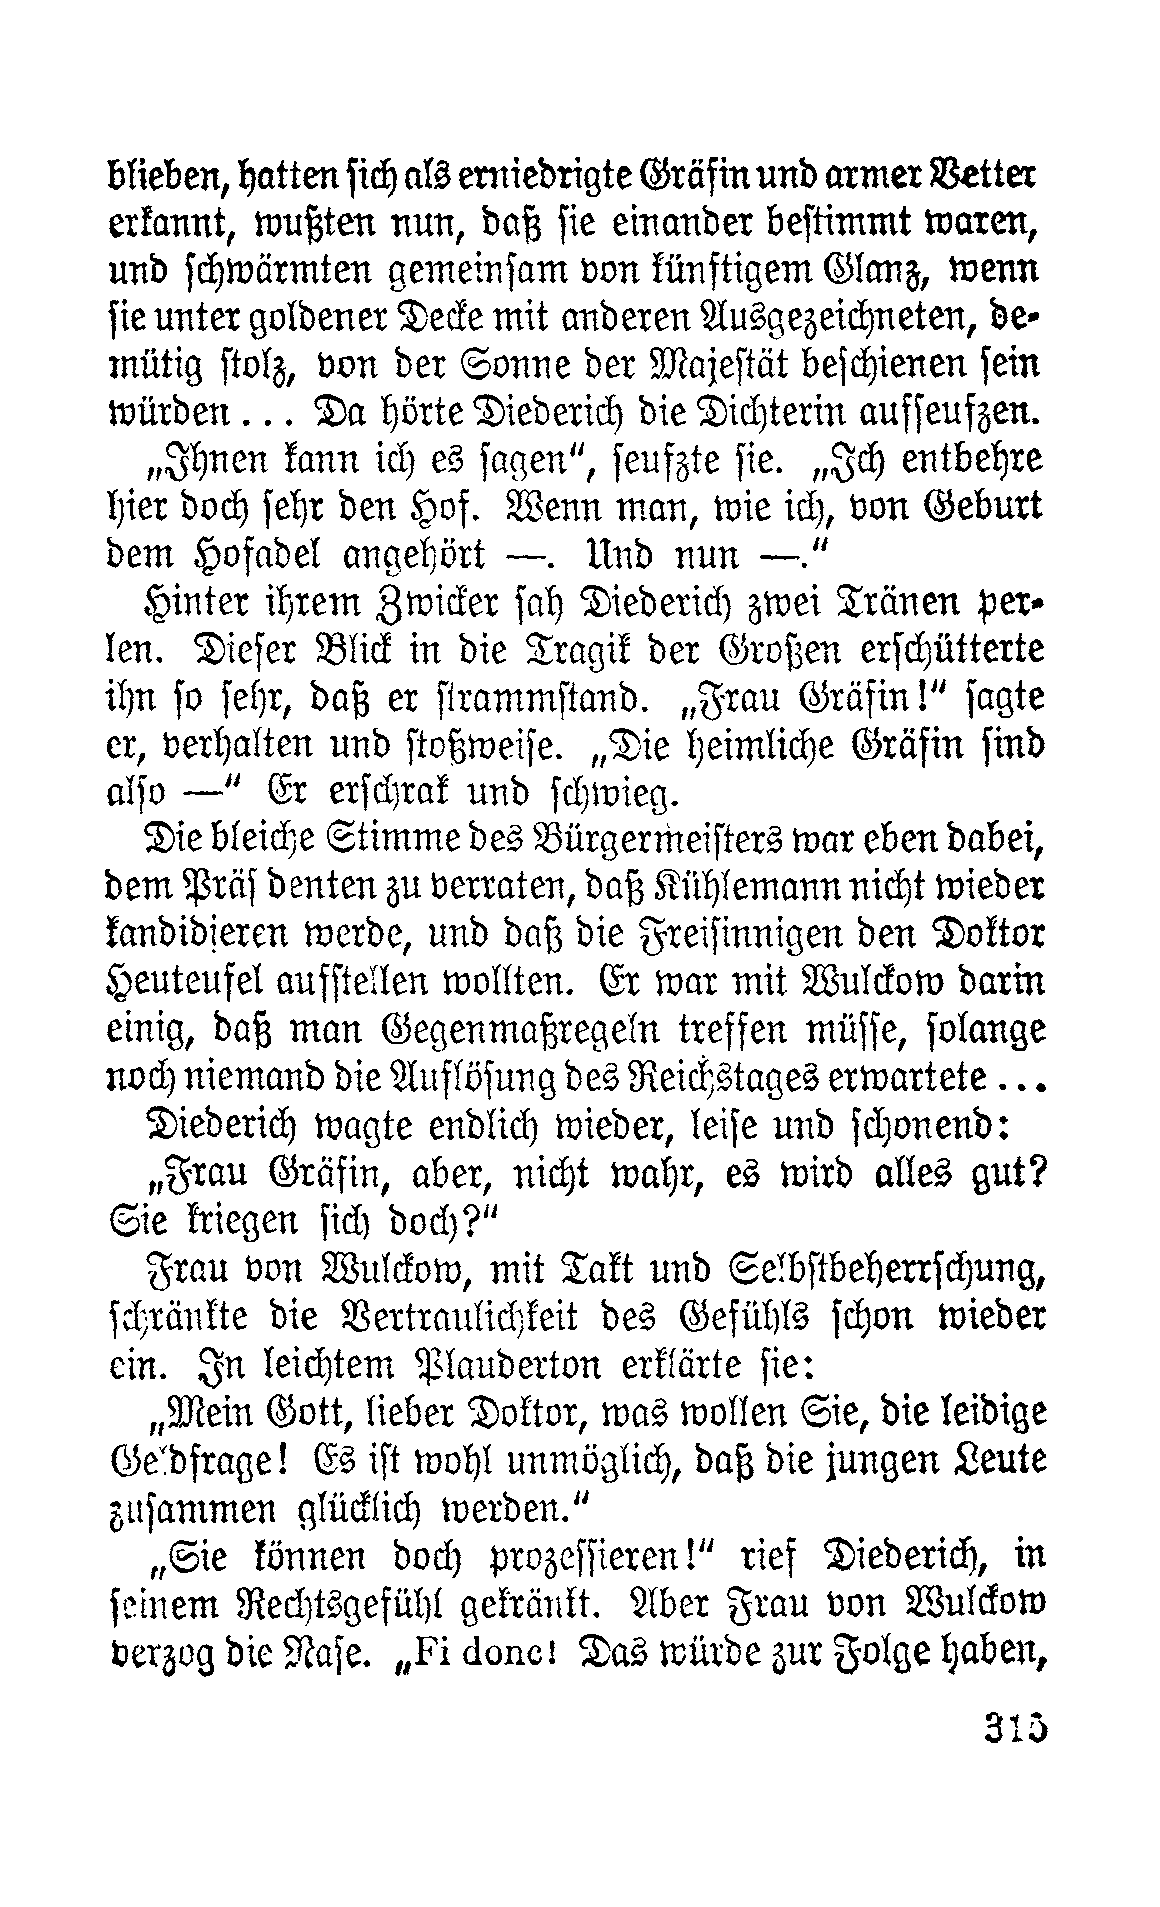 blieben, hatten sich als erniedrigte Gräfin und armer Vetter
erkannt, wußten nun, daß sie einander bestimmt waren,
und schwärmten gemeinsam von künftigem Glanz, wenn
sie unter goldener Decke mit anderen Ausgezeichneten, de-
mütig stolz, von der Sonne der Majestät beschienen sein
würden ... Da hörte Diederich die Dichterin aufseufzen.
„Ihnen kann ich es sagen“, seufzte sie. „Ich entbehre
hier doch sehr den Hof. Wenn man, wie ich, von Geburt
dem Hofadel angehört —. Und nun —.“
Hinter ihrem Zwicker sah Diederich zwei Tränen per-
len. Dieser Blick in die Tragik der Großen erschütterte
ihn so sehr, daß er strammstand. „Frau Gräfin!“ sagte
er, verhalten und stoßweise. „Die heimliche Gräfin sind
also —“ Er erschrak und schwieg.
Die bleiche Stimme des Bürgermeisters war eben dabei,
dem Präs denten zu verraten, daß Kühlemann nicht wieder
kandidieren werde, und daß die Freisinnigen den Doktor
Heuteufel aufstellen wollten. Er war mit Wulckow darin
einig, daß man Gegenmaßregeln treffen müsse, solange
noch niemand die Auflösung des Reichstages erwartete ...
Diederich wagte endlich wieder, leise und schonend:
„Frau Gräfin, aber, nicht wahr, es wird alles gut?
Sie kriegen sich doch?“
Frau von Wulckow, mit Takt und Selbstbeherrschung,
schränkte die Vertraulichkeit des Gefühls schon wieder
ein. In leichtem Plauderton erklärte sie:
„Mein Gott, lieber Doktor, was wollen Sie, die leidige
Geldfrage! Es ist wohl unmöglich, daß die jungen Leute
zusammen glücklich werden.“
„Sie können doch prozessieren!“ rief Diederich, in
seinem Rechtsgefühl gekränkt. Aber Frau von Wulckow
verzog die Nase. „Fi donc! Das würde zur Folge haben,
315